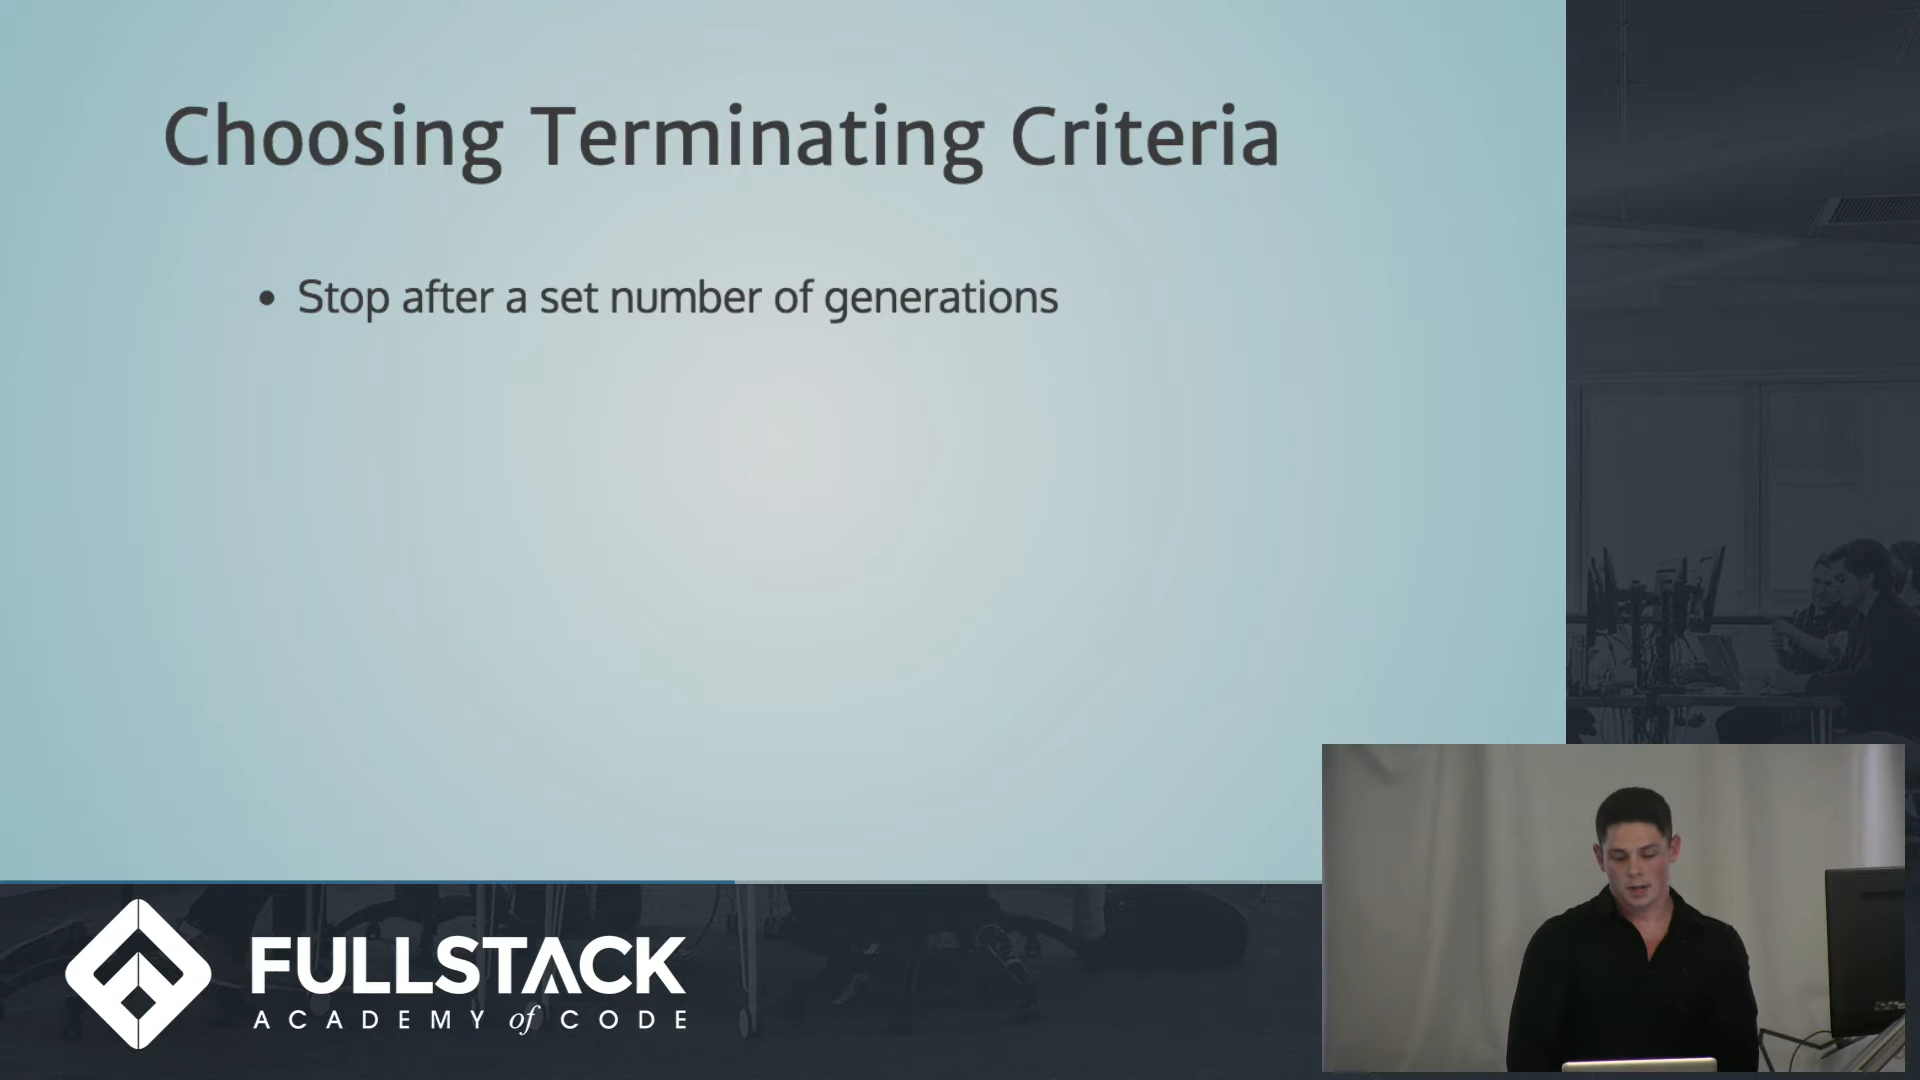 Choosing Terminating Criteria
• Stop after a set number of generations
FULLSTACK
ACADEMY of CODE